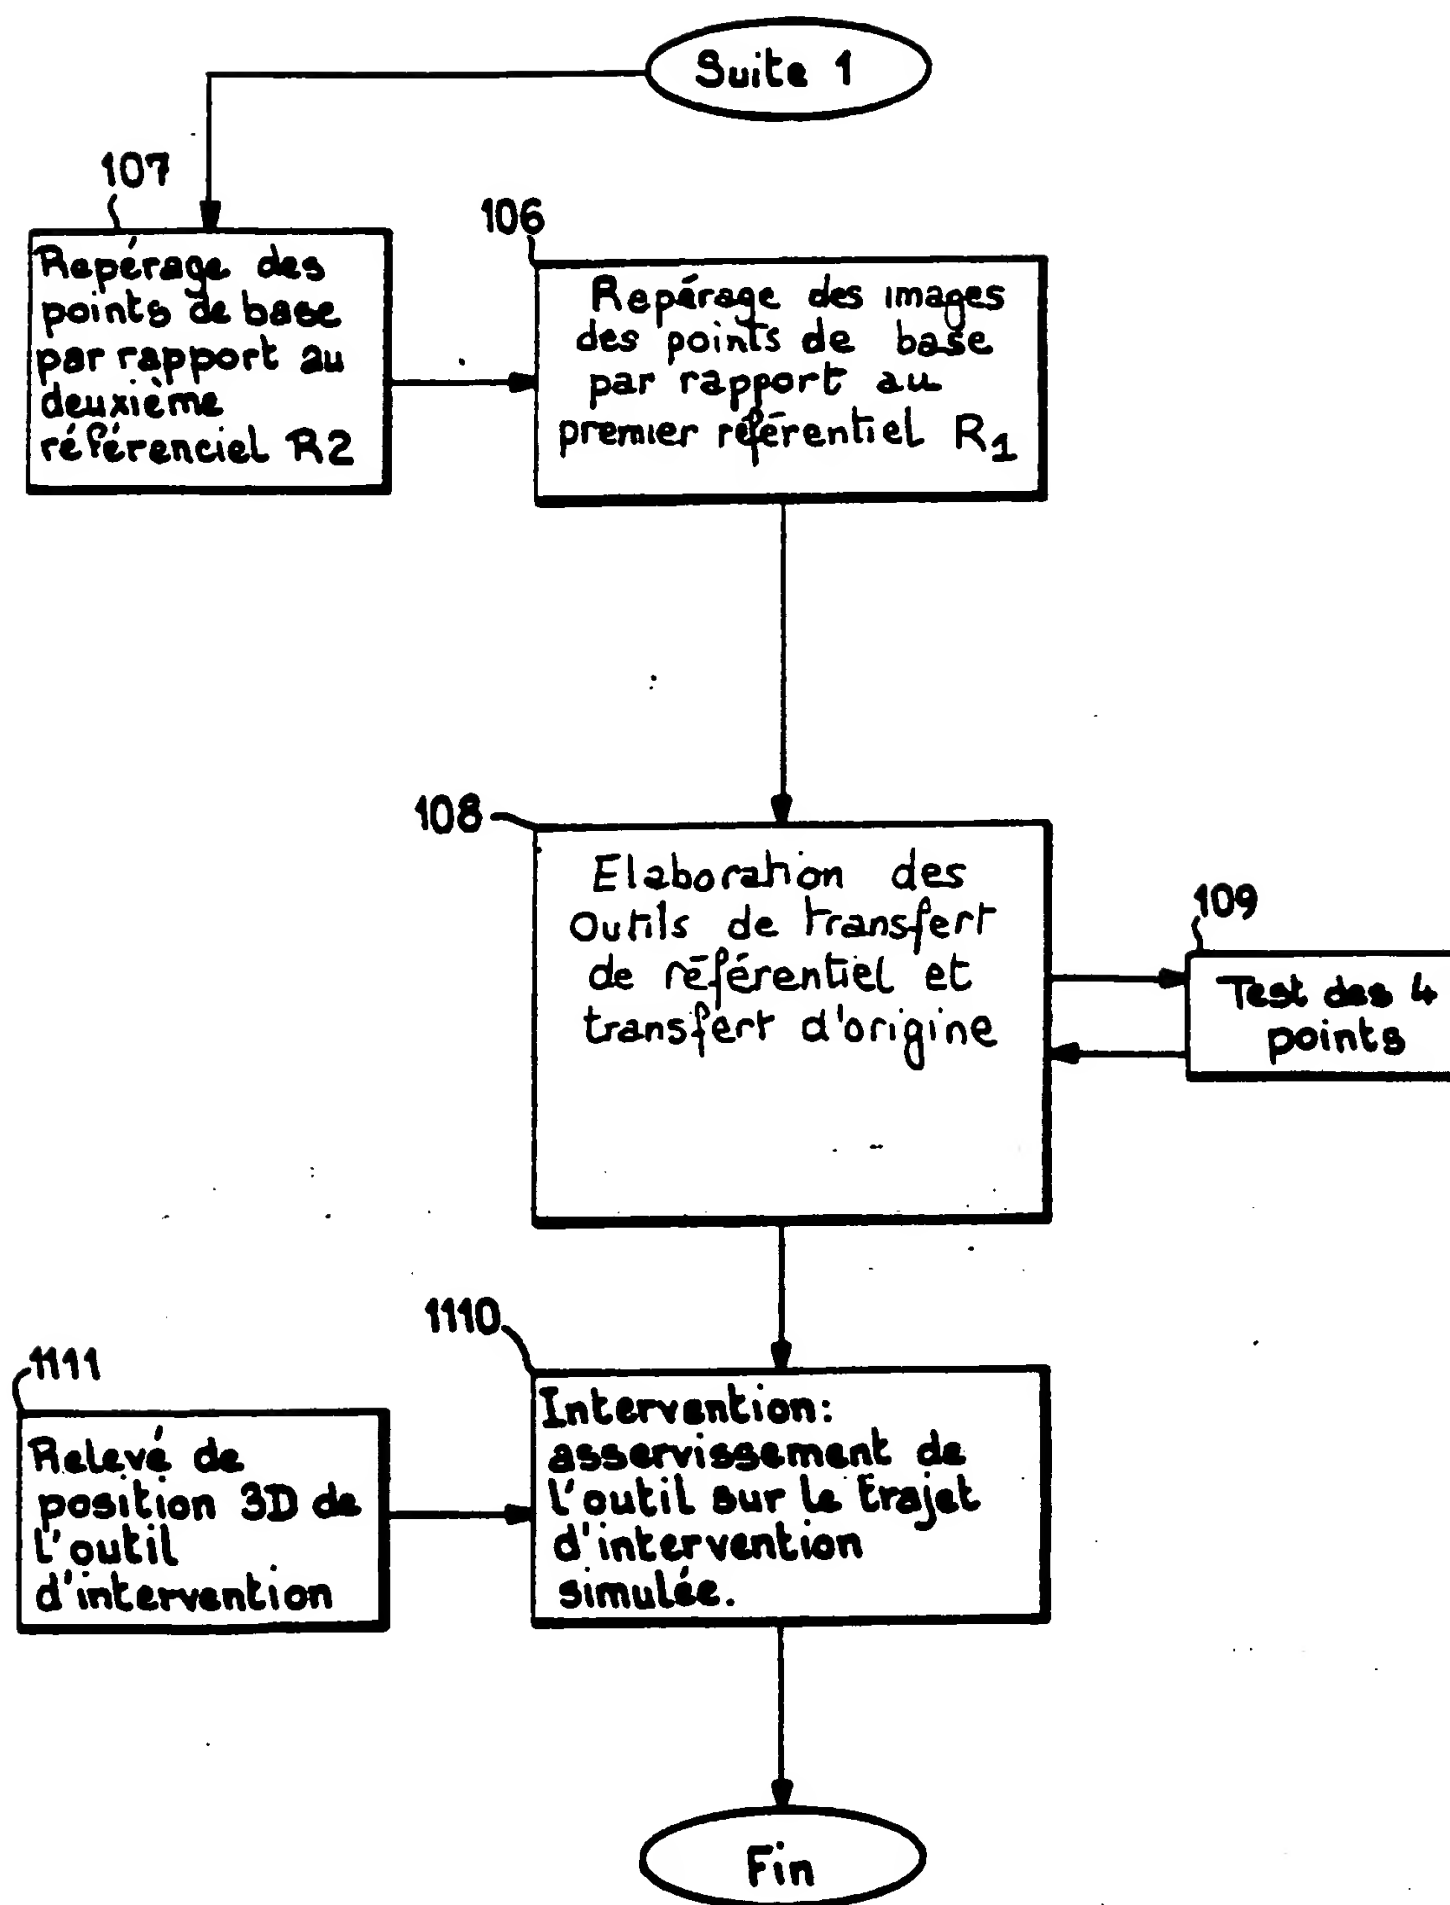 Suite 1
107
Repérage des
points de base
par rapport au
deuxième
référenciel R2
106
Repérage des images
des points de base
par rapport au
premier référentiel R1
108
Elaboration des
Outils de transfert
de référentiel et
transfert d'origine
109
Test des 4
points
1111
Relevé de
position 3D de
l'outil
d'intervention
1110
Intervention:
asservissement de
l'outil sur le trajet
d'intervention
simulée.
Fin